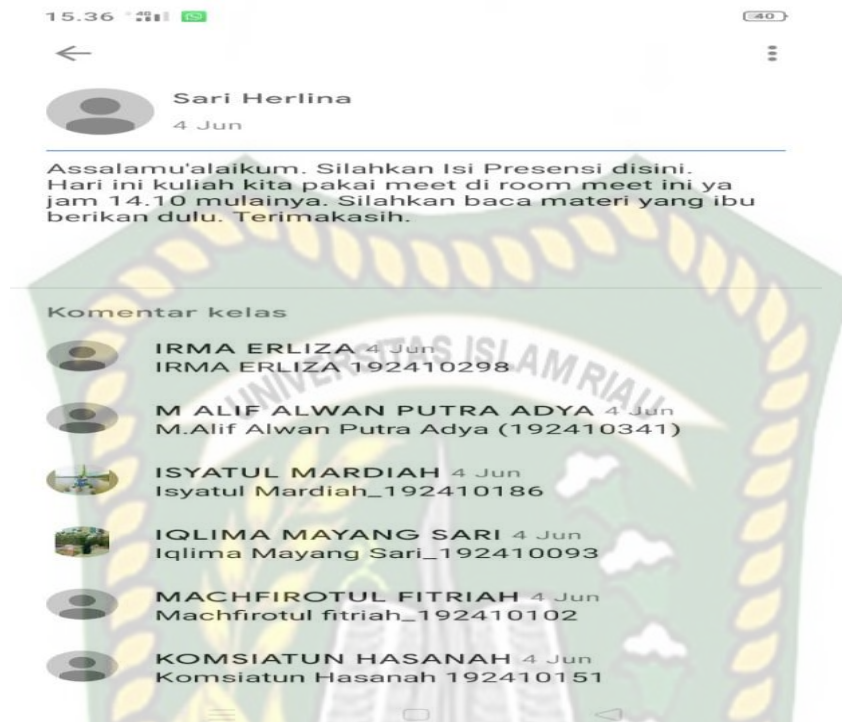 15.36 4G 40
Sari Herlina
4 Jun
Assalamu'alaikum. Silahkan Isi Presensi disini.
Hari ini kuliah kita pakai meet di room meet ini ya
jam 14.10 mulainya. Silahkan baca materi yang ibu
berikan dulu. Terimakasih.
Komentar kelas
IRMA ERLIZA 4 Jun
IRMA ERLIZA 192410298
M ALIF ALWAN PUTRA ADYA 4 Jun
M.Alif Alwan Putra Adya (192410341)
ISYATUL MARDIAH 4 Jun
Isyatul Mardiah_192410186
IQLIMA MAYANG SARI 4 Jun
Iqlima Mayang Sari_192410093
MACHFIROTUL FITRIAH 4 Jun
Machfirotul fitriah_192410102
KOMSIATUN HASANAH 4 Jun
Komsiatun Hasanah 192410151
UNIVERSITAS ISLAM RIAU